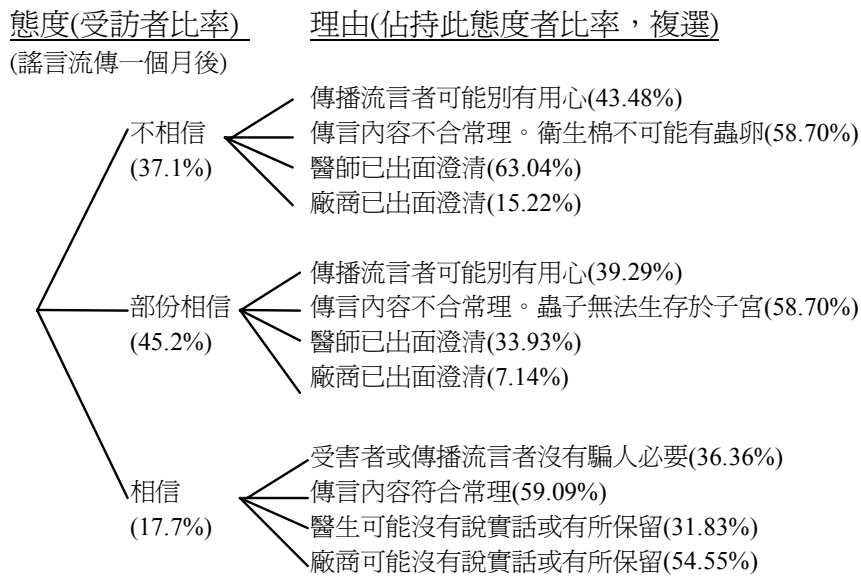 態度(受訪者比率)　理由(佔持此態度者比率，複選)
(謠言流傳一個月後)
傳播流言者可能別有用心(43.48%)
不相信　傳言內容不合常理。衛生棉不可能有蟲卵(58.70%)
(37.1%)　醫師已出面澄清(63.04%)
廠商已出面澄清(15.22%)
傳播流言者可能別有用心(39.29%)
部份相信　傳言內容不合常理。蟲子無法生存於子宮(58.70%)
(45.2%)　醫師已出面澄清(33.93%)
廠商已出面澄清(7.14%)
受害者或傳播流言者沒有騙人必要(36.36%)
相信　傳言內容符合常理(59.09%)
(17.7%)　醫生可能沒有說實話或有所保留(31.83%)
廠商可能沒有說實話或有所保留(54.55%)